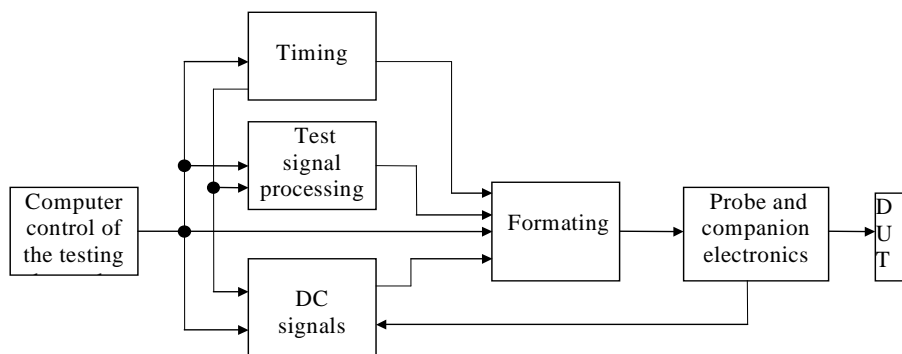 Timing
Test
signal
processing
Computer
control of
the testing
Formating
Probe and
companion
electronics
D
U
T
DC
signals